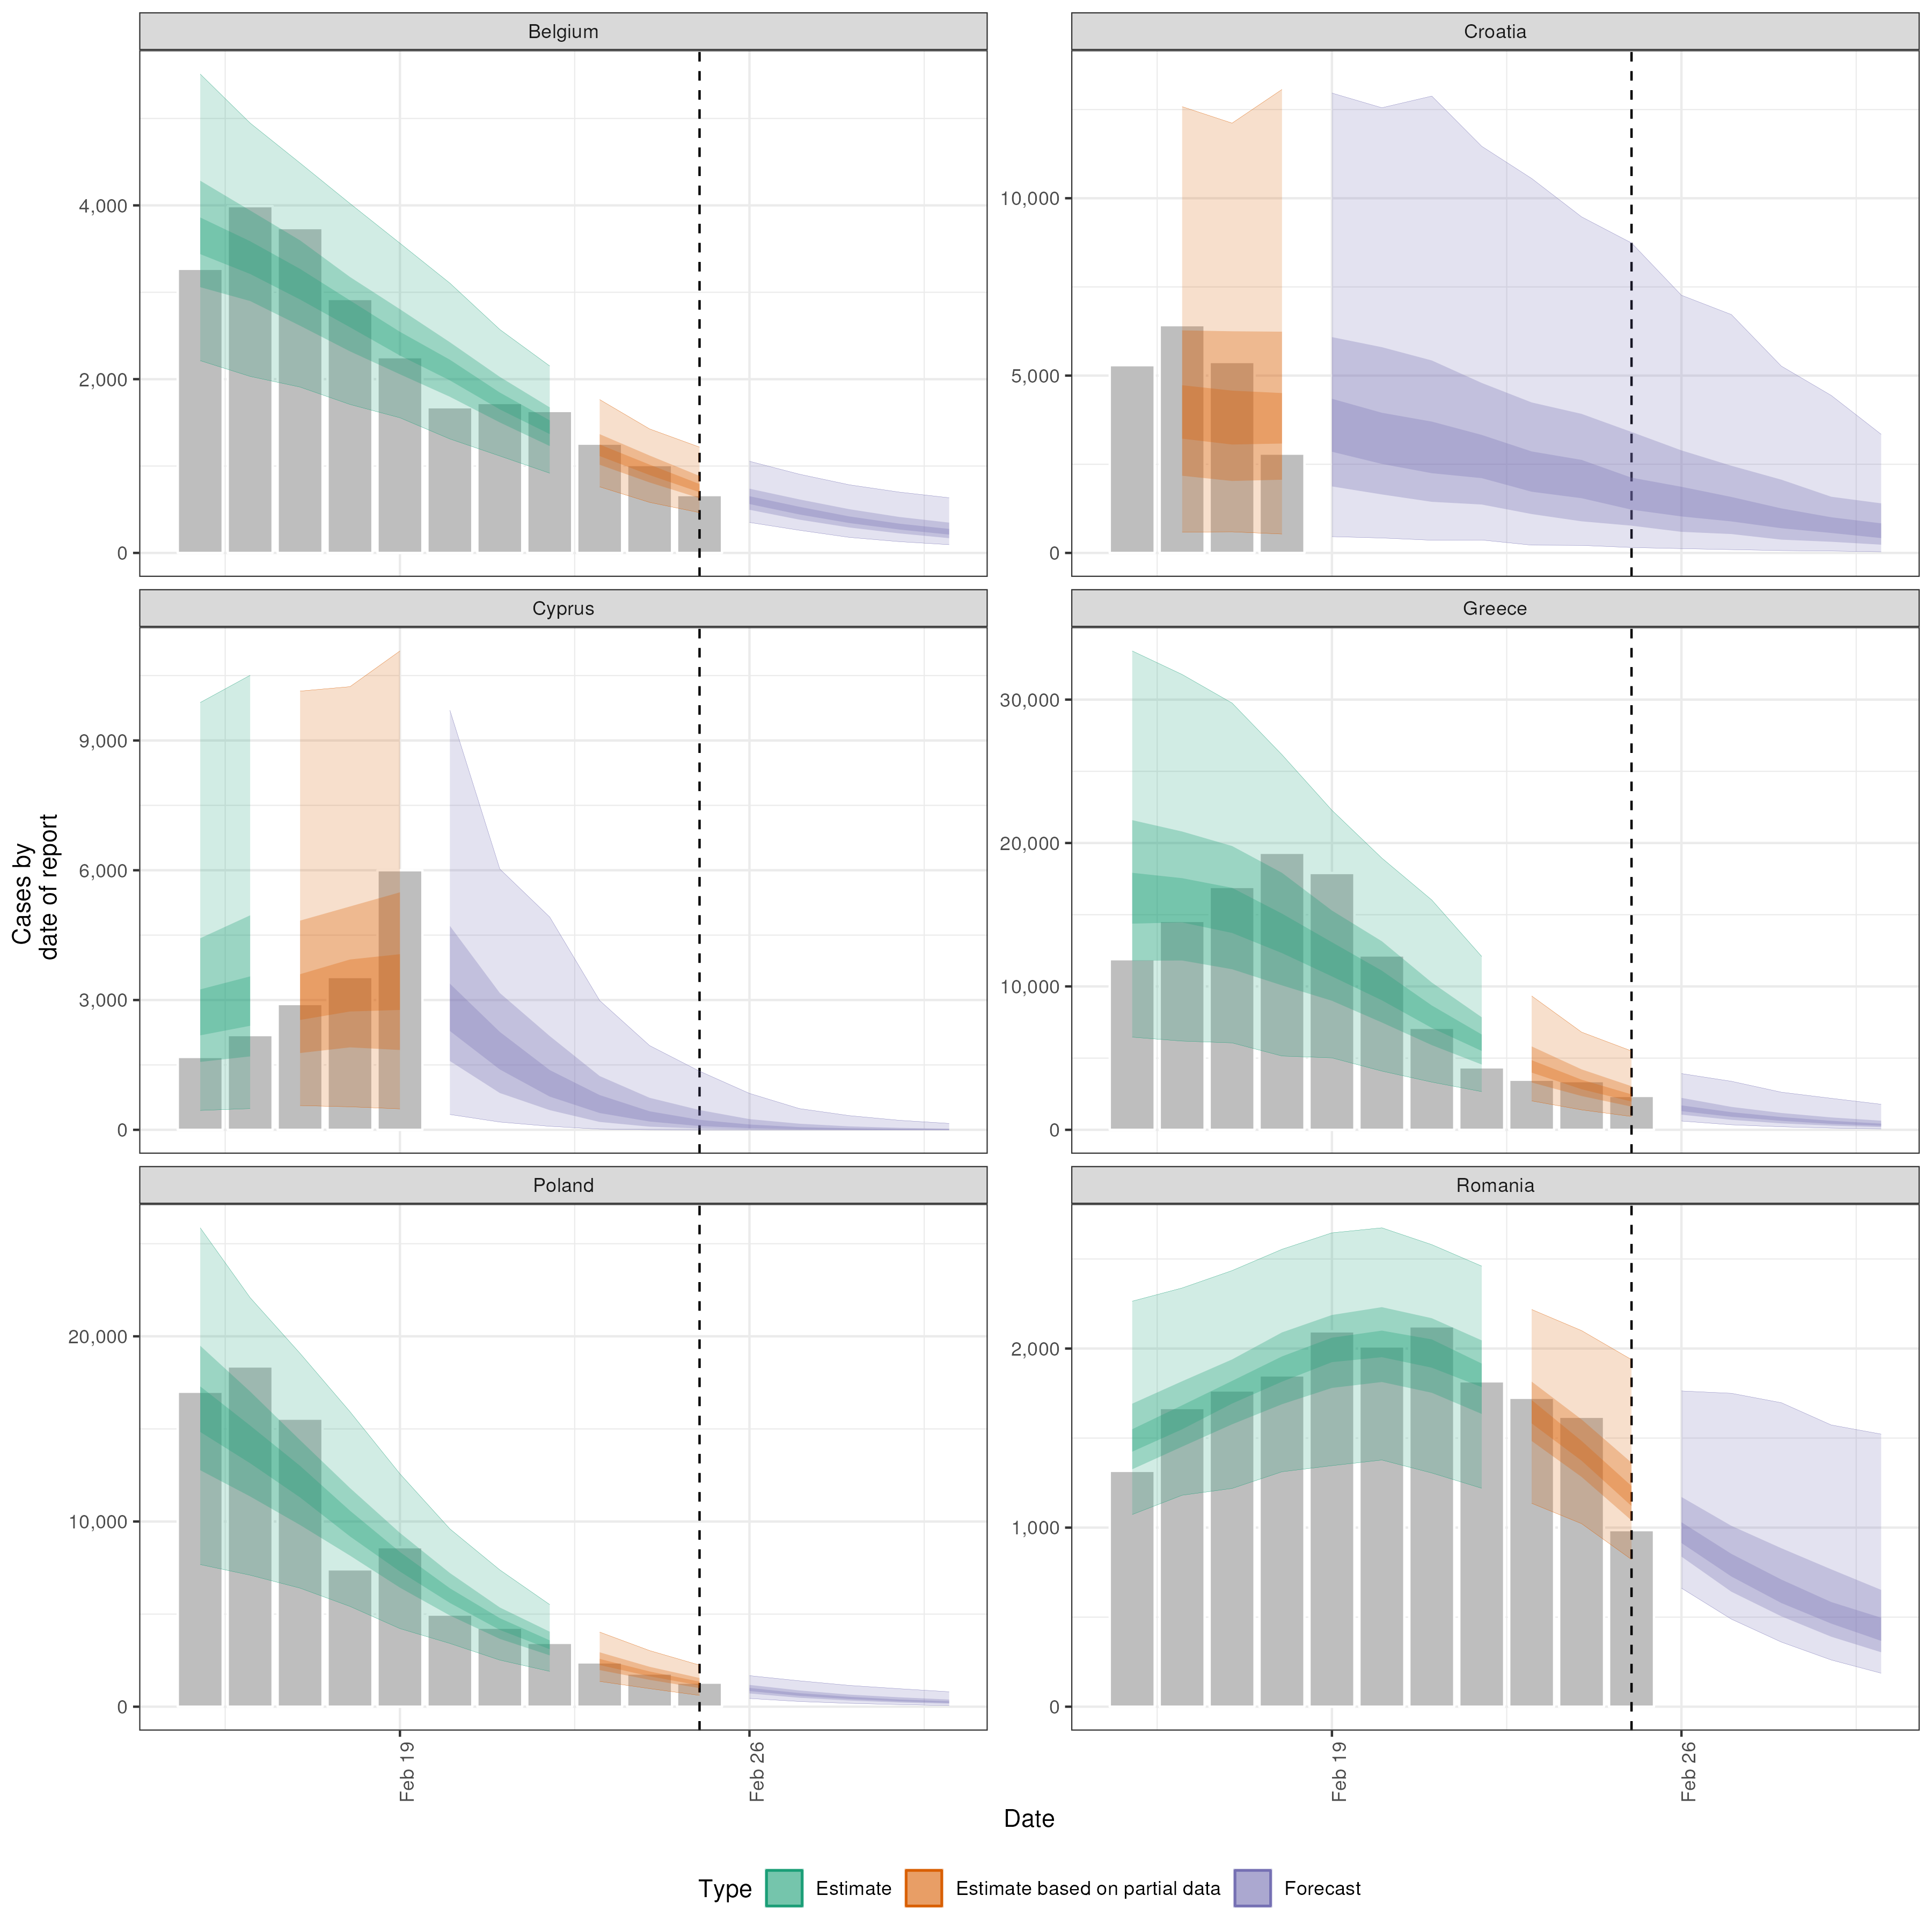 Belgium
Croatia
4,000
2,000
0
10,000
5,000
0
Cyprus
Greece
Cases by
date of report
9,000
6,000
3,000
0
30,000
20,000
10,000
0
Poland
Romania
20,000
10,000
0
2,000
1,000
0
Feb 19
Feb 26
Feb 19
Feb 26
Date
Type Estimate Estimate based on partial data Forecast